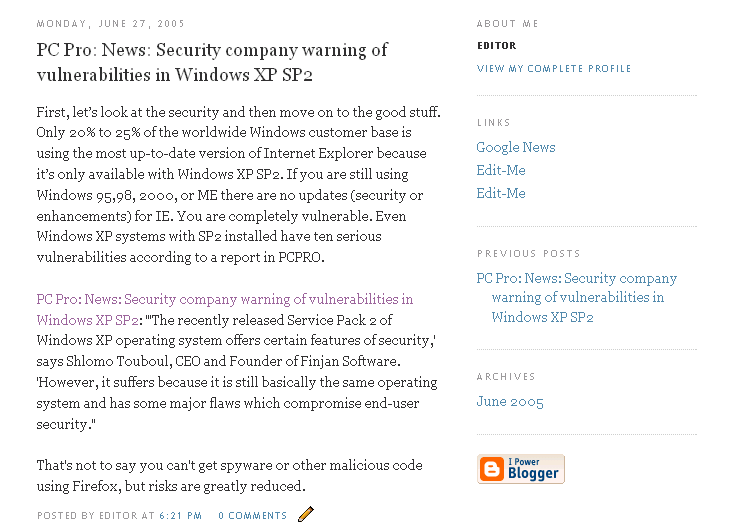 MONDAY, JUNE 27, 2005
PC Pro: News: Security company warning of
vulnerabilities in Windows XP SP2
First, let's look at the security and then move on to the good stuff.
Only 20% to 25% of the worldwide Windows customer base is
using the most up-to-date version of Internet Explorer because
it's only available with Windows XP SP2. If you are still using
Windows 95,98, 2000, or ME there are no updates (security or
enhancements) for IE. You are completely vulnerable. Even
Windows XP systems with SP2 installed have ten serious
vulnerabilities according to a report in PCPRO.
PC Pro: News: Security company warning of vulnerabilities in
Windows XP SP2: "'The recently released Service Pack 2 of
Windows XP operating system offers certain features of security,'
says Shlomo Touboul, CEO and Founder of Finjan Software.
'However, it suffers because it is still basically the same operating
system and has some major flaws which compromise end-user
security."
That's not to say you can't get spyware or other malicious code
using Firefox, but risks are greatly reduced.
POSTED BY EDITOR AT 6:21 PM 0 COMMENTS
ABOUT ME
EDITOR
VIEW MY COMPLETE PROFILE
LINKS
Google News
Edit-Me
Edit-Me
PREVIOUS POSTS
PC Pro: News: Security company
warning of vulnerabilities in
Windows XP SP2
ARCHIVES
June 2005
I Power
Blogger